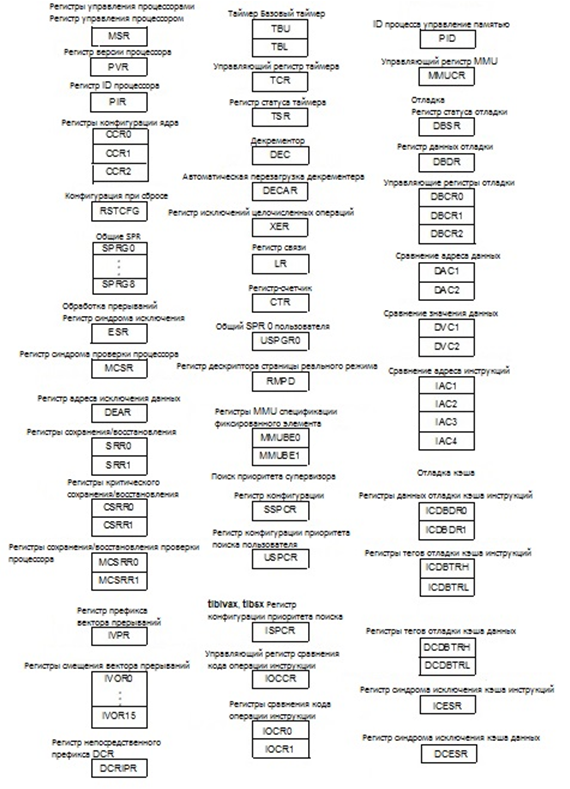 Регистры управления процессорами
Регистр управления процессором
MSR
Регистр версии процессора
PVR
Регистр ID процессора
PIR
Регистры конфигурации ядра
CCR0
CCR1
CCR2
Конфигурация при сбросе
RSTCFG
Общие SPR
SPRG0
SPRG8
Обработка прерываний
Регистр синдрома исключения
ESR
Регистр синдрома проверки процессора
MCSR
Регистр адреса исключения данных
DEAR
Регистры сохранения/восстановления
SRR0
SRR1
Регистры критического
сохранения/восстановления
CSRR0
CSRR1
Регистры сохранения/восстановления проверки
процессора
MCSRR0
MCSRR1
Регистр префикса
вектора прерываний
IVPR
Регистры смещения вектора прерываний
IVOR0
IVOR15
Регистр непосредственного
префикса DCR
DCRIPR
Таймер Базовый таймер
TBU
TBL
Управляющий регистр таймера
TCR
Регистр статуса таймера
TSR
Декрементор
DEC
Автоматическая перезагрузка декрементера
DECAR
Регистр исключений целочисленных операций
XER
Регистр связи
LR
Регистр-счетчик
CTR
Общий SPR 0 пользователя
USPGR0
Регистр дескриптора страницы реального режима
RMPD
Регистры MMU спецификации
фиксированного элемента
MMUBE0
MMUBE1
Поиск приоритета супервизора
Регистр конфигурации
SSPCR
Регистр конфигурации приоритета
поиска пользователя
USPCR
tlbivax, tlbsx Регистр
конфигурации приоритета поиска
ISPCR
Управляющий регистр сравнения
кода операции инструкции
IOCCR
Регистры сравнения кода
операции инструкции
IOCR0
IOCR1
ID процесса управление памятью
PID
Управляющий регистр MMU
MMUCR
Отладка
Регистр статуса отладки
DBSR
Регистр данных отладки
DBDR
Управляющие регистры отладки
DBCR0
DBCR1
DBCR2
Сравнение адреса данных
DAC1
DAC2
Сравнение значения данных
DVC1
DVC2
Сравнение адреса инструкций
IAC1
IAC2
IAC3
IAC4
Отладка кэша
Регистры данных отладки кэша инструкций
ICDBDR0
ICDBDR1
Регистры тегов отладки кэша инструкций
ICDBTRH
ICDBTRL
Регистры тегов отладки кэша данных
DCDBTRH
DCDBTRL
Регистр синдрома исключения кэша инструкций
ICESR
Регистр синдрома исключения кэша данных
DCESR